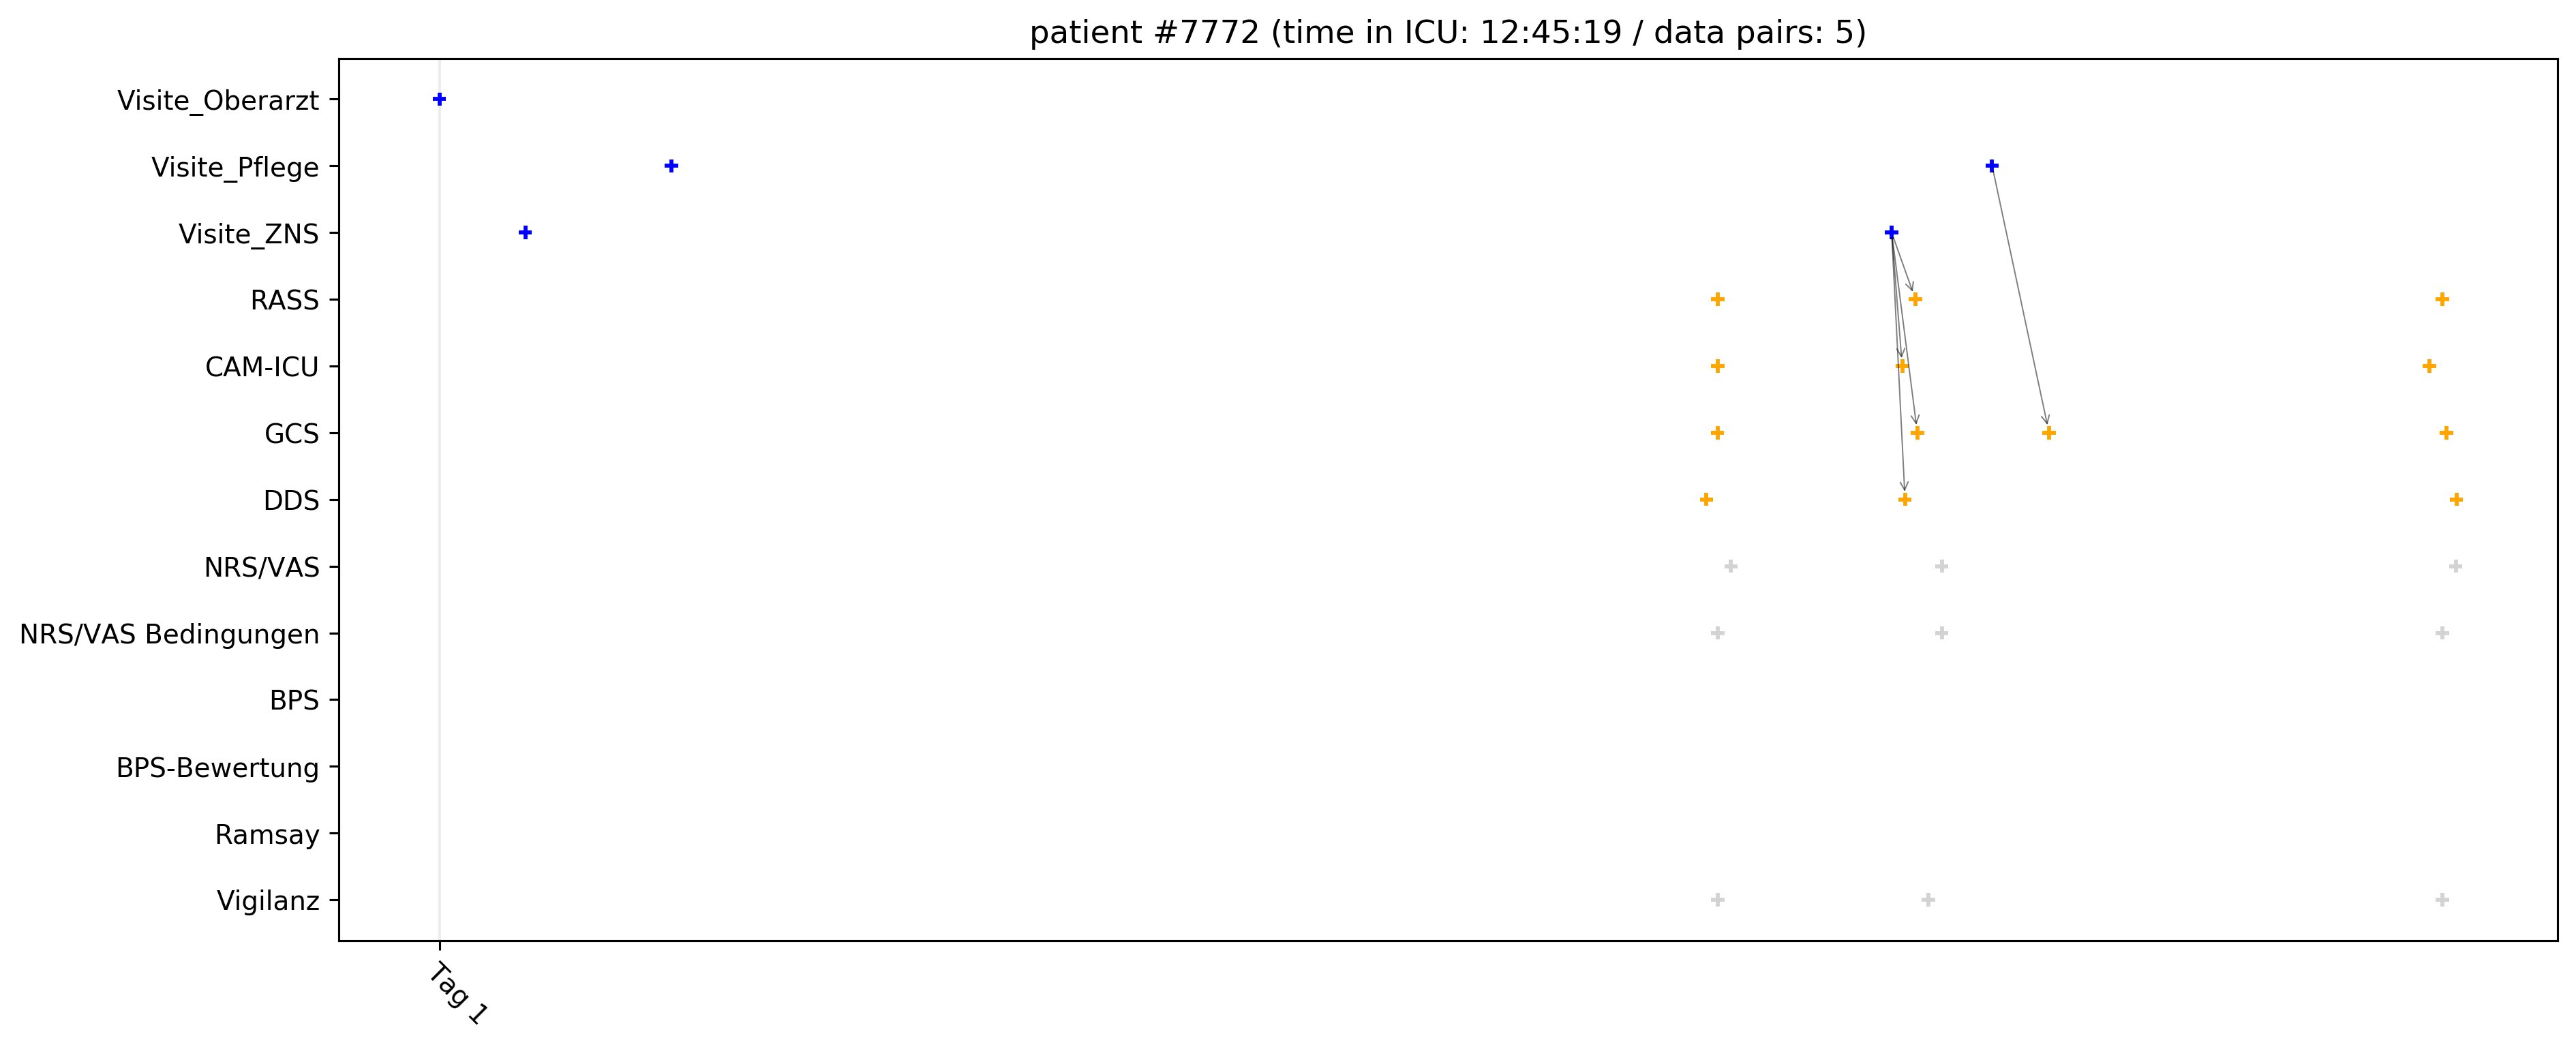 patient #7772 (time in ICU: 12:45:19 / data pairs: 5)
Visite_Oberarzt
Visite_Pflege
Visite_ZNS
RASS
CAM-ICU
GCS
DDS
NRS/VAS
NRS/VAS Bedingungen
BPS
BPS-Bewertung
Ramsay
Vigilanz
Tag 1